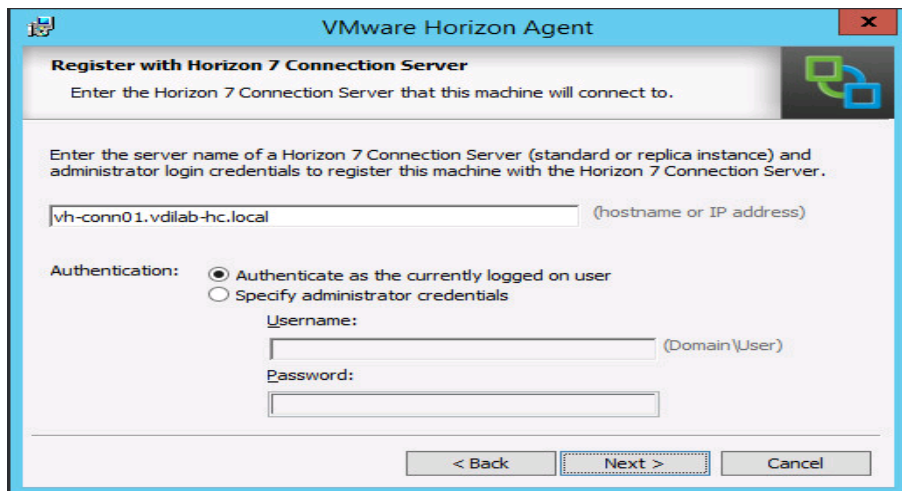 VMware Horizon Agent
x
Register with Horizon 7 Connection Server
Enter the Horizon 7 Connection Server that this machine will connect to.
Enter the server name of a Horizon 7 Connection Server (standard or replica instance) and
administrator login credentials to register this machine with the Horizon 7 Connection Server.
vh-conn01.vdilab-hc.local (hostname or IP address)
Authentication: Authenticate as the currently logged on user
Specify administrator credentials
Username:
(Domain\User)
Password:
< Back Next > Cancel